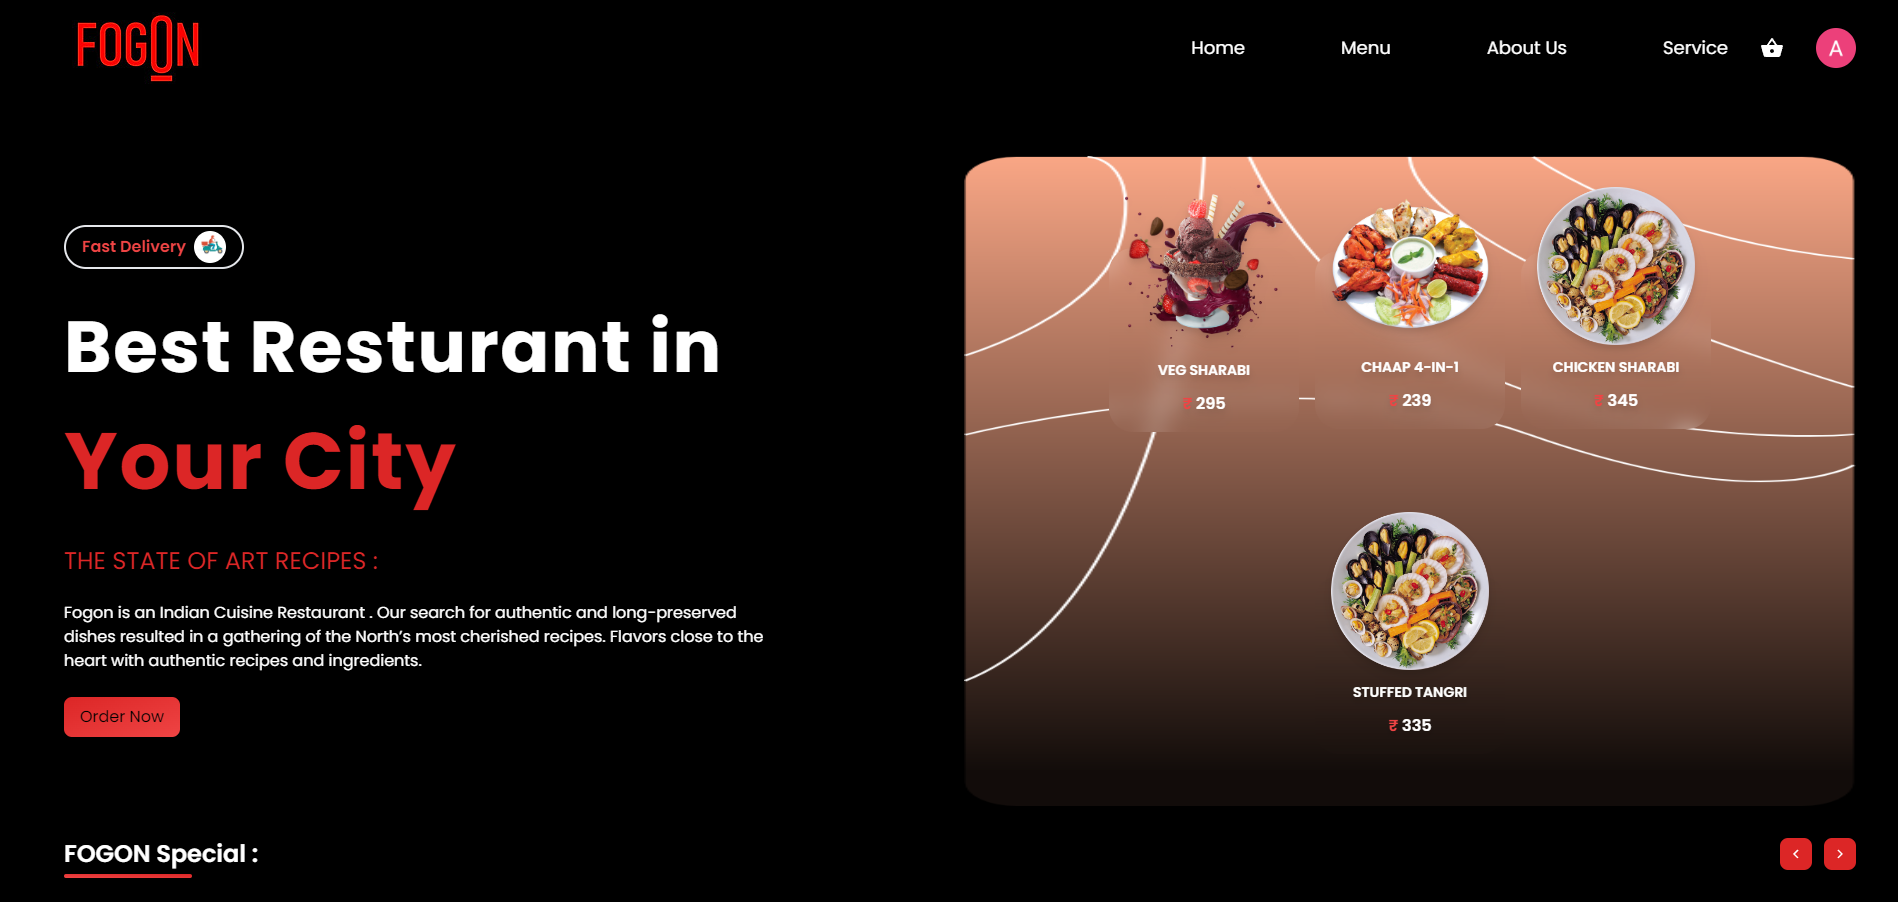 FOGON
Home
Menu
About Us
Service
A
Fast Delivery
Best Resturant in
Your City
THE STATE OF ART RECIPES :
Fogon is an Indian Cuisine Restaurant . Our search for authentic and long-preserved
dishes resulted in a gathering of the North’s most cherished recipes. Flavors close to the
heart with authentic recipes and ingredients.
Order Now
VEG SHARABI
₹ 295
CHAAP 4-IN-1
₹ 239
CHICKEN SHARABI
₹ 345
STUFFED TANGRI
₹ 335
FOGON Special :